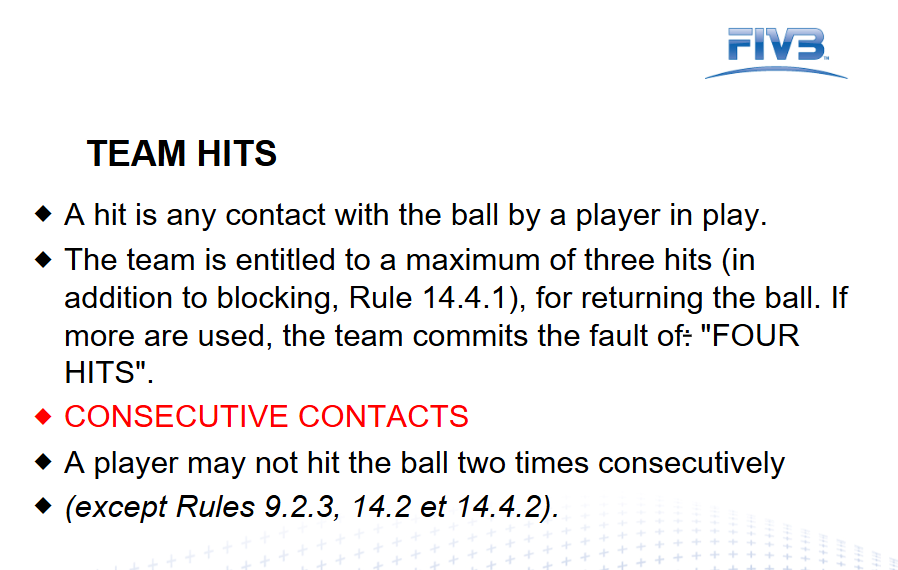 FIVB
TEAM HITS
◆ A hit is any contact with the ball by a player in play.
◆ The team is entitled to a maximum of three hits (in
addition to blocking, Rule 14.4.1), for returning the ball. If
more are used, the team commits the fault of: "FOUR
HITS".
◆ CONSECUTIVE CONTACTS
◆ A player may not hit the ball two times consecutively
◆ (except Rules 9.2.3, 14.2 et 14.4.2).